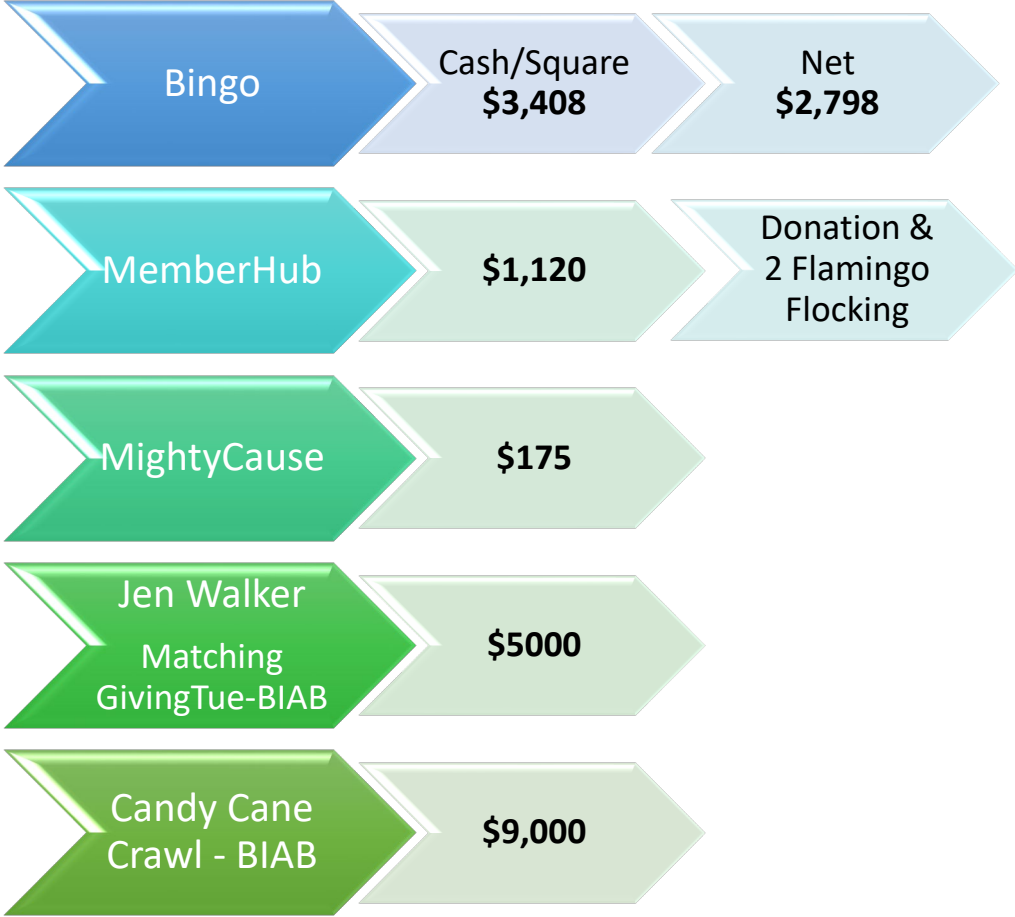 Bingo
Cash/Square
$3,408
Net
$2,798
MemberHub
$1,120
Donation &
2 Flamingo
Flocking
MightyCause
$175
Jen Walker
Matching
GivingTue-BIAB
$5000
Candy Cane
Crawl - BIAB
$9,000